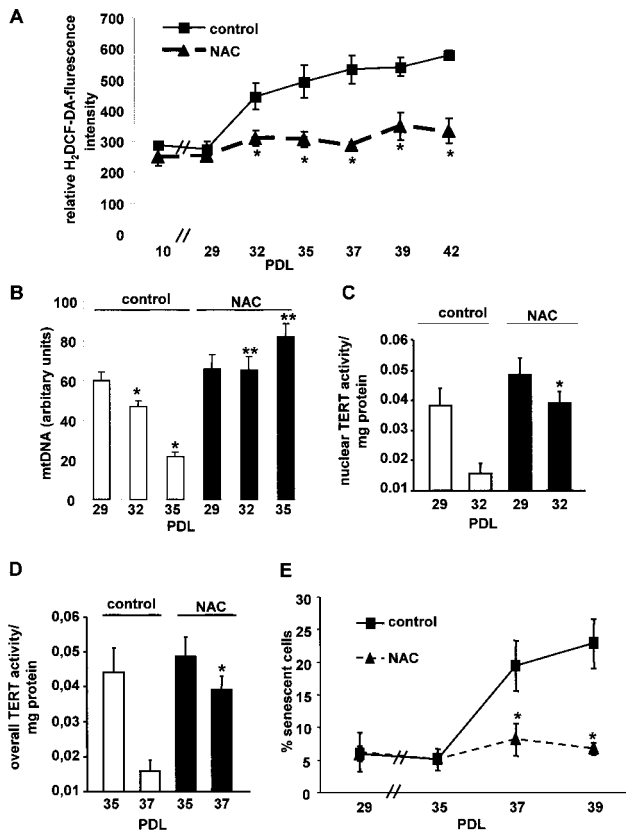 A
700
600
500
400
300
200
100
0
relative H2DCF-DA-flurescence
intensity
control
NAC
* * * * *
10 // 29 32 35 37 39 42
PDL
B
control NAC
100
80
60
40
20
0
mtDNA (arbitary units)
* * ** **
29 32 35 29 32 35
PDL
C
control NAC
0.06
0.05
0.04
0.03
0.02
0.01
nuclear TERT activity/
mg protein
*
29 32 29 32
PDL
D
control NAC
0,06
0,05
0,04
0,03
0,02
0,01
overall TERT activity/
mg protein
*
35 37 35 37
PDL
E
30
25
20
15
10
5
0
% senescent cells
control
NAC
* *
29 // 35 37 39
PDL